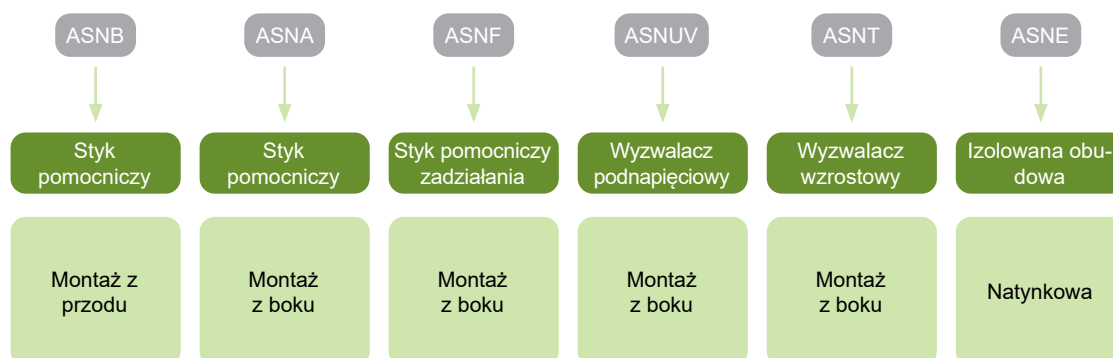 ASNB
ASNA
ASNF
ASNUV
ASNT
ASNE
Styk
pomocniczy
Styk
pomocniczy
Styk pomocniczy
zadziałania
Wyzwalacz
podnapięciowy
Wyzwalacz
wzrostowy
Izolowana obu-
dowa
Montaż z
przodu
Montaż
z boku
Montaż
z boku
Montaż
z boku
Montaż
z boku
Natynkowa